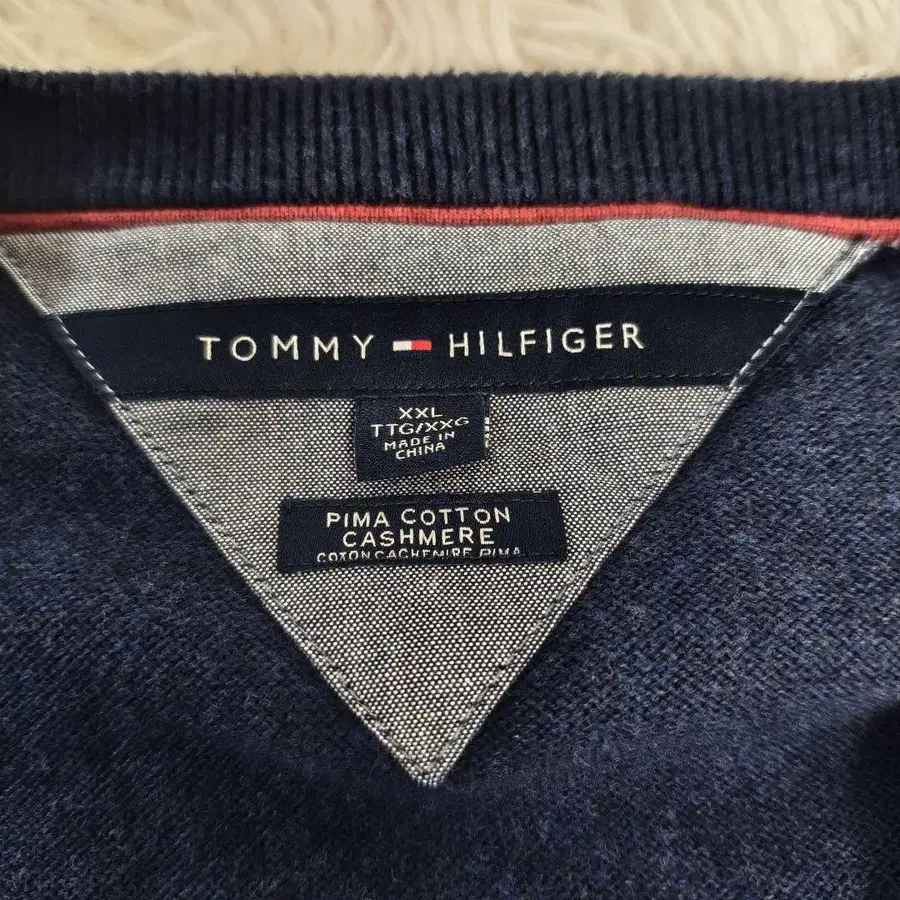 TOMMY HILFIGER
XXL
TTG/XXG
MADE IN
CHINA
PIMA COTTON
CASHMERE
COTON CACHEMIRE PIMA